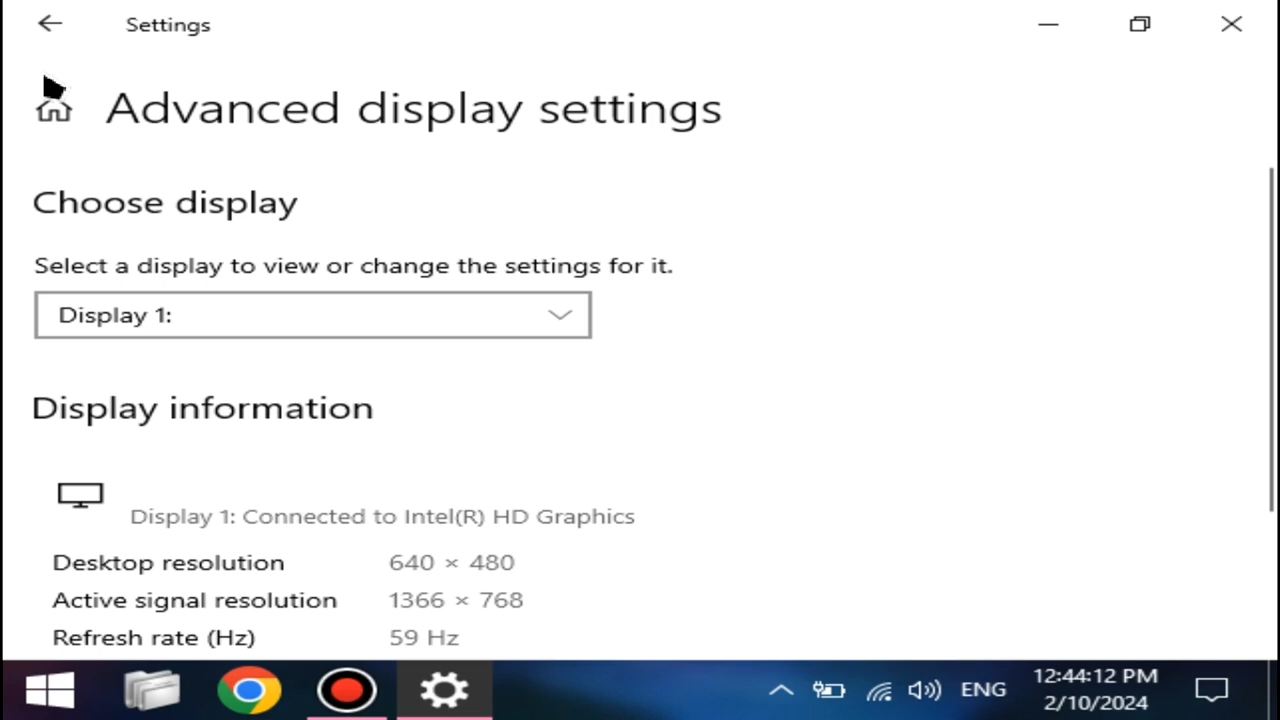 Settings
Advanced display settings
Choose display
Select a display to view or change the settings for it.
Display 1:
Display information
Display 1: Connected to Intel(R) HD Graphics
Desktop resolution 640 × 480
Active signal resolution 1366 × 768
Refresh rate (Hz) 59 Hz
ENG
12:44:12 PM
2/10/2024